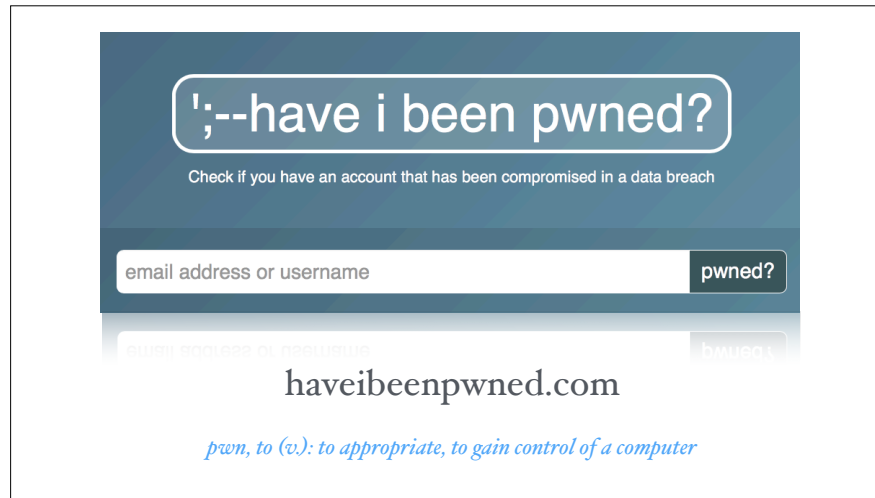 ';--have i been pwned?
Check if you have an account that has been compromised in a data breach
email address or username
pwned?
haveibeenpwned.com
pwn, to (v.): to appropriate, to gain control of a computer